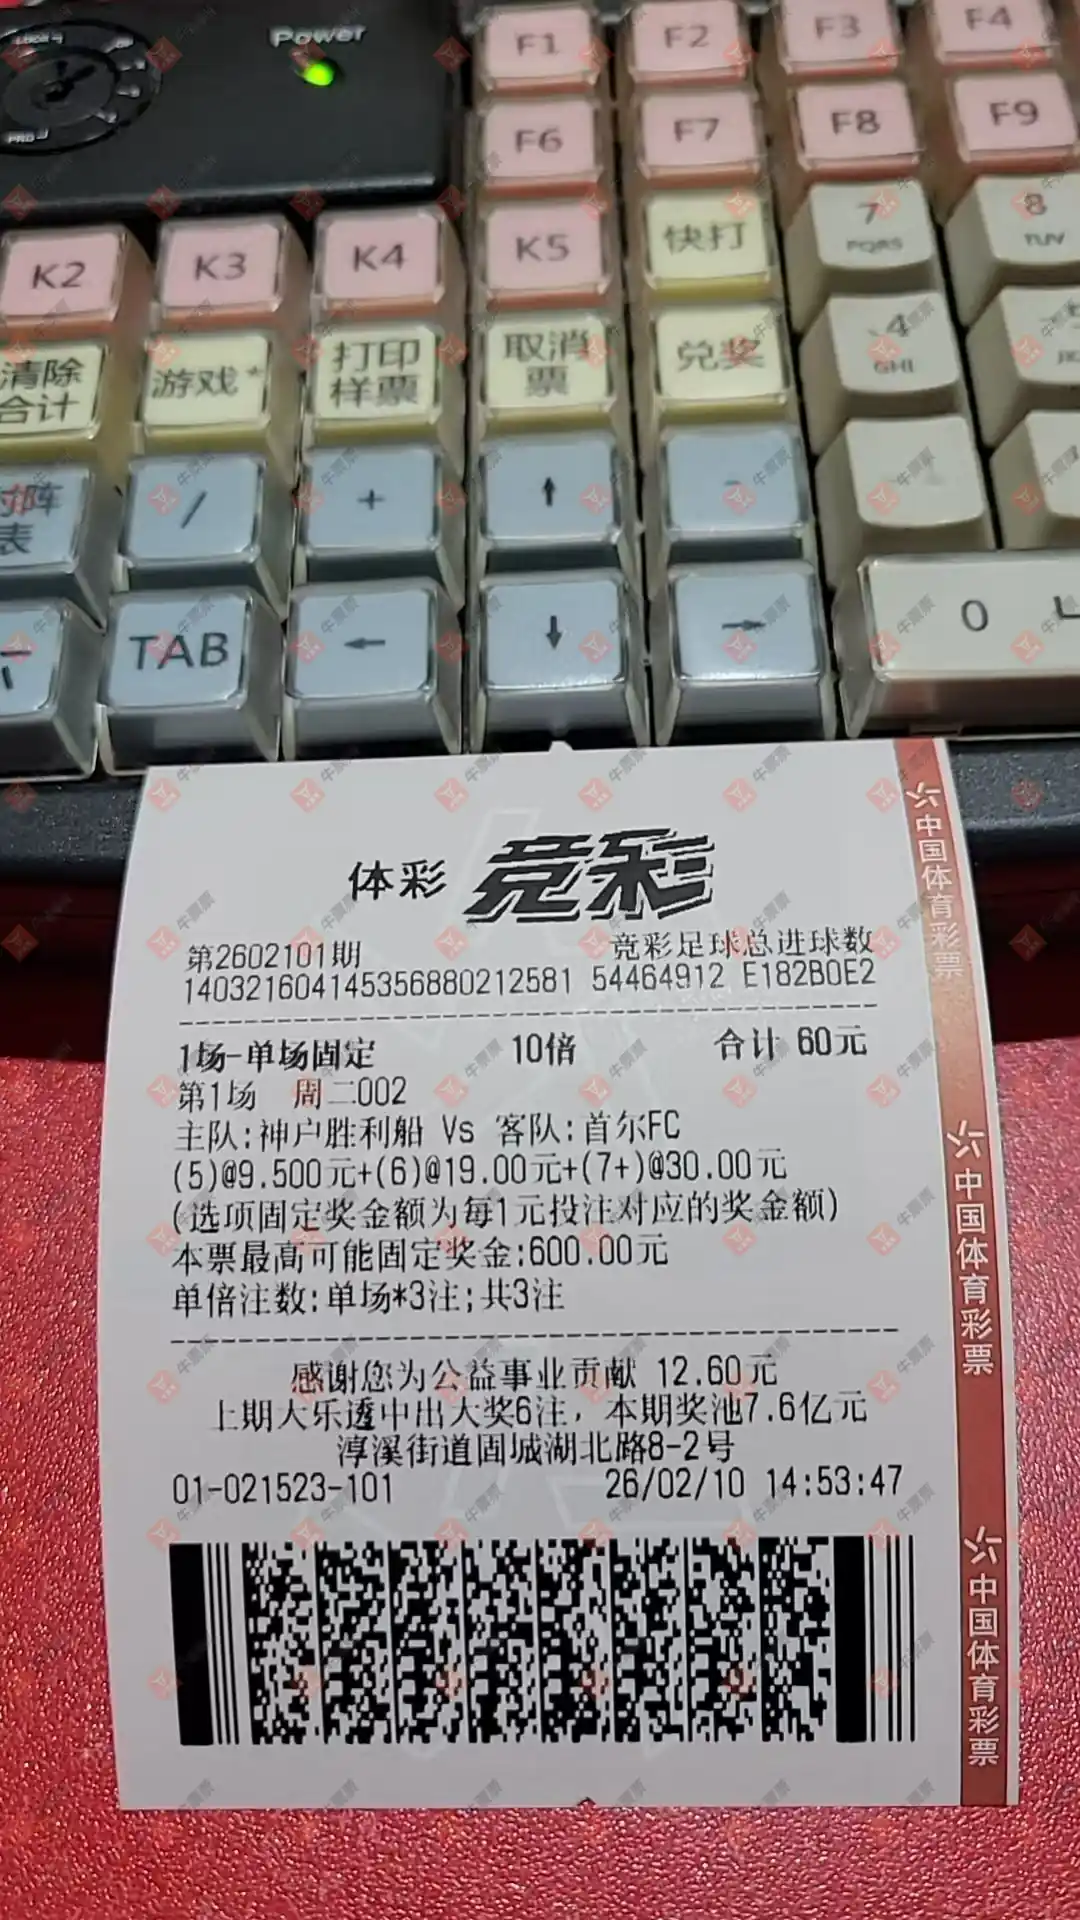 Power
F1 F2 F3 F4
F6 F7 F8 F9
K2 K3 K4 K5 快打 7 PQRS 8 TUV
清除合计 游戏* 打印样票 取消票 兑奖 4 GHI
/ + ↑ -
TAB ← ↓ → 0
体彩 竞彩
第2602101期 竞彩足球总进球数
14032160414535688​0212581 54464912 E182B0E2
1场-单场固定 10倍 合计 60元
第1场 周二002
主队:神户胜利船 Vs 客队:首尔FC
(5)@9.500元+(6)@19.00元+(7+)@30.00元
(选项固定奖金额为每1元投注对应的奖金额)
本票最高可能固定奖金:600.00元
单倍注数:单场*3注;共3注
感谢您为公益事业贡献 12.60元
上期大乐透中出大奖6注，本期奖池7.6亿元
淳溪街道固城湖北路8-2号
01-021523-101 26/02/10 14:53:47
中国体育彩票
中国体育彩票
中国体育彩票
牛票票